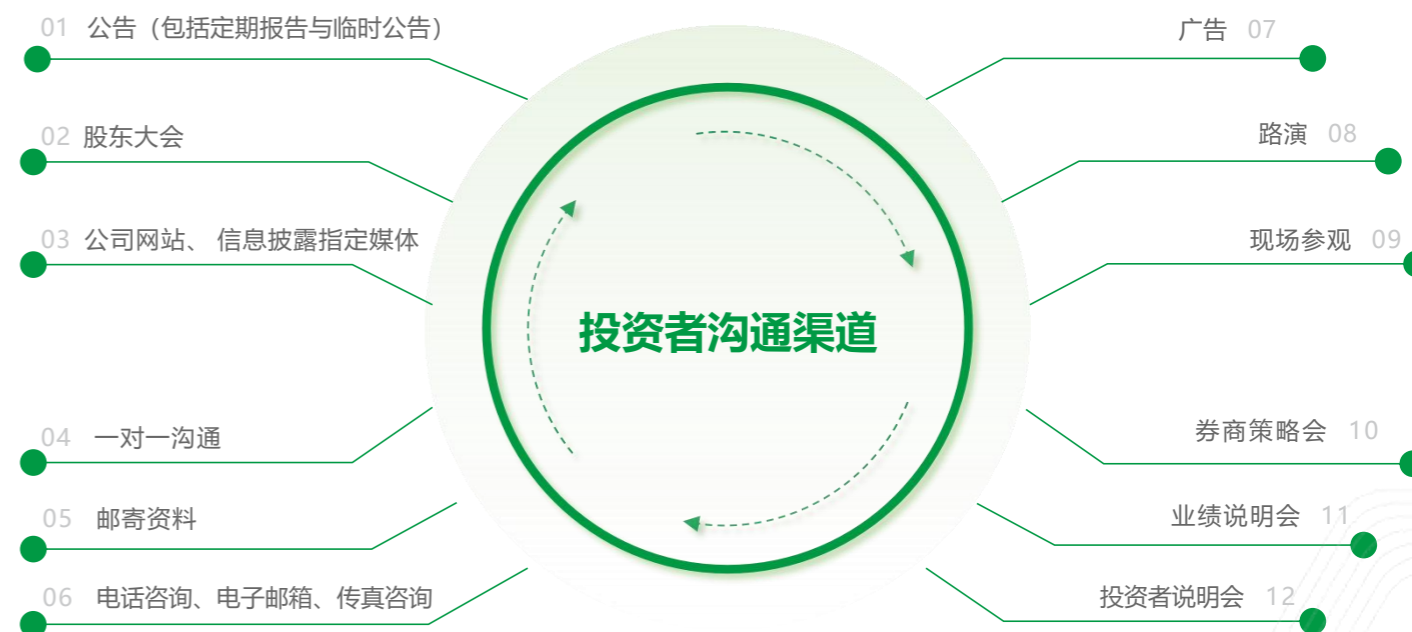 01 公告（包括定期报告与临时公告）
02 股东大会
03 公司网站、 信息披露指定媒体
04 一对一沟通
05 邮寄资料
06 电话咨询、电子邮箱、传真咨询
投资者沟通渠道
广告 07
路演 08
现场参观 09
券商策略会 10
业绩说明会 11
投资者说明会 12